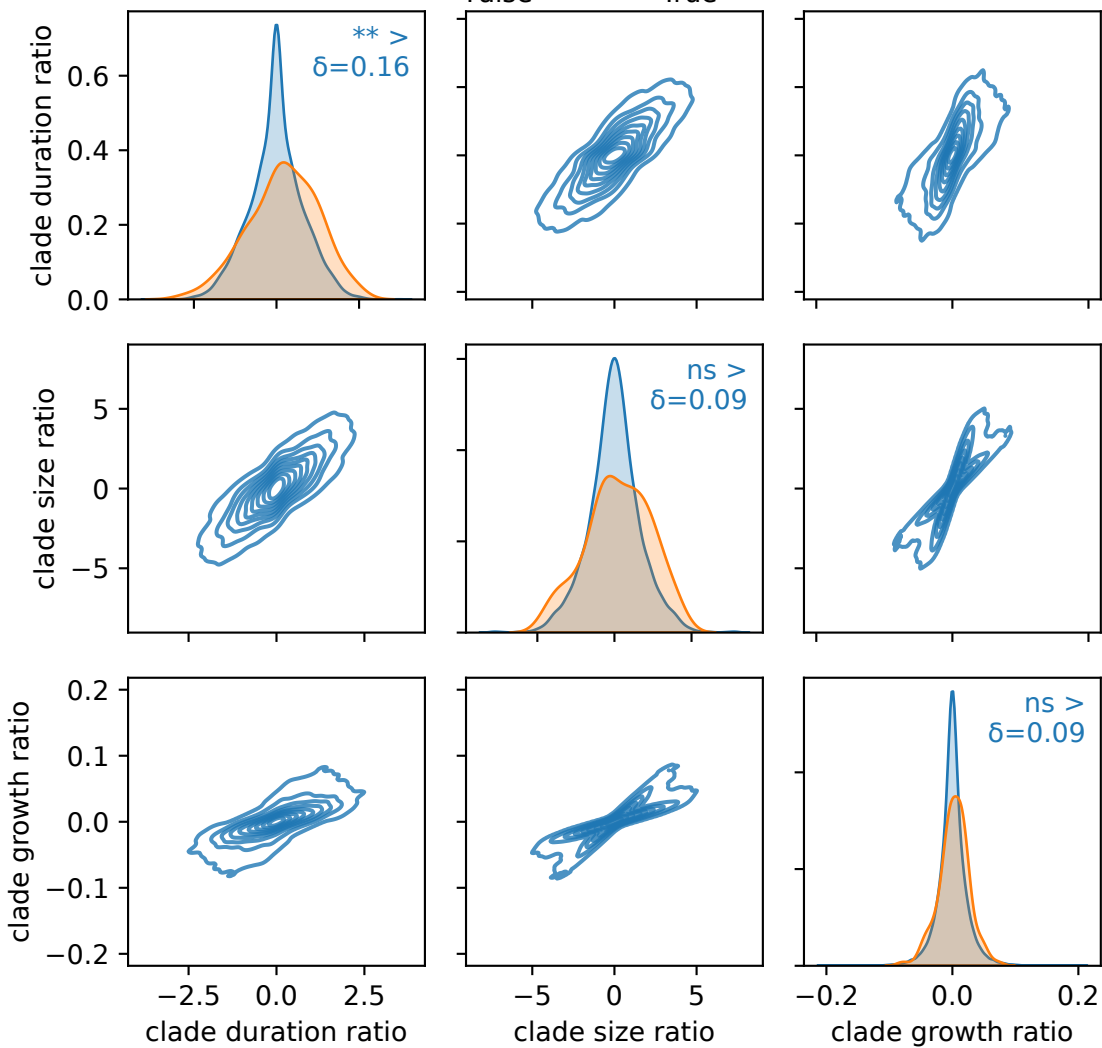 clade duration ratio
0.6
0.4
0.2
0.0
** >
δ=0.16
clade size ratio
5
0
−5
ns >
δ=0.09
clade growth ratio
0.2
0.1
0.0
−0.1
−0.2
ns >
δ=0.09
−2.5 0.0 2.5
−5 0 5
−0.2 0.0 0.2
clade duration ratio
clade size ratio
clade growth ratio